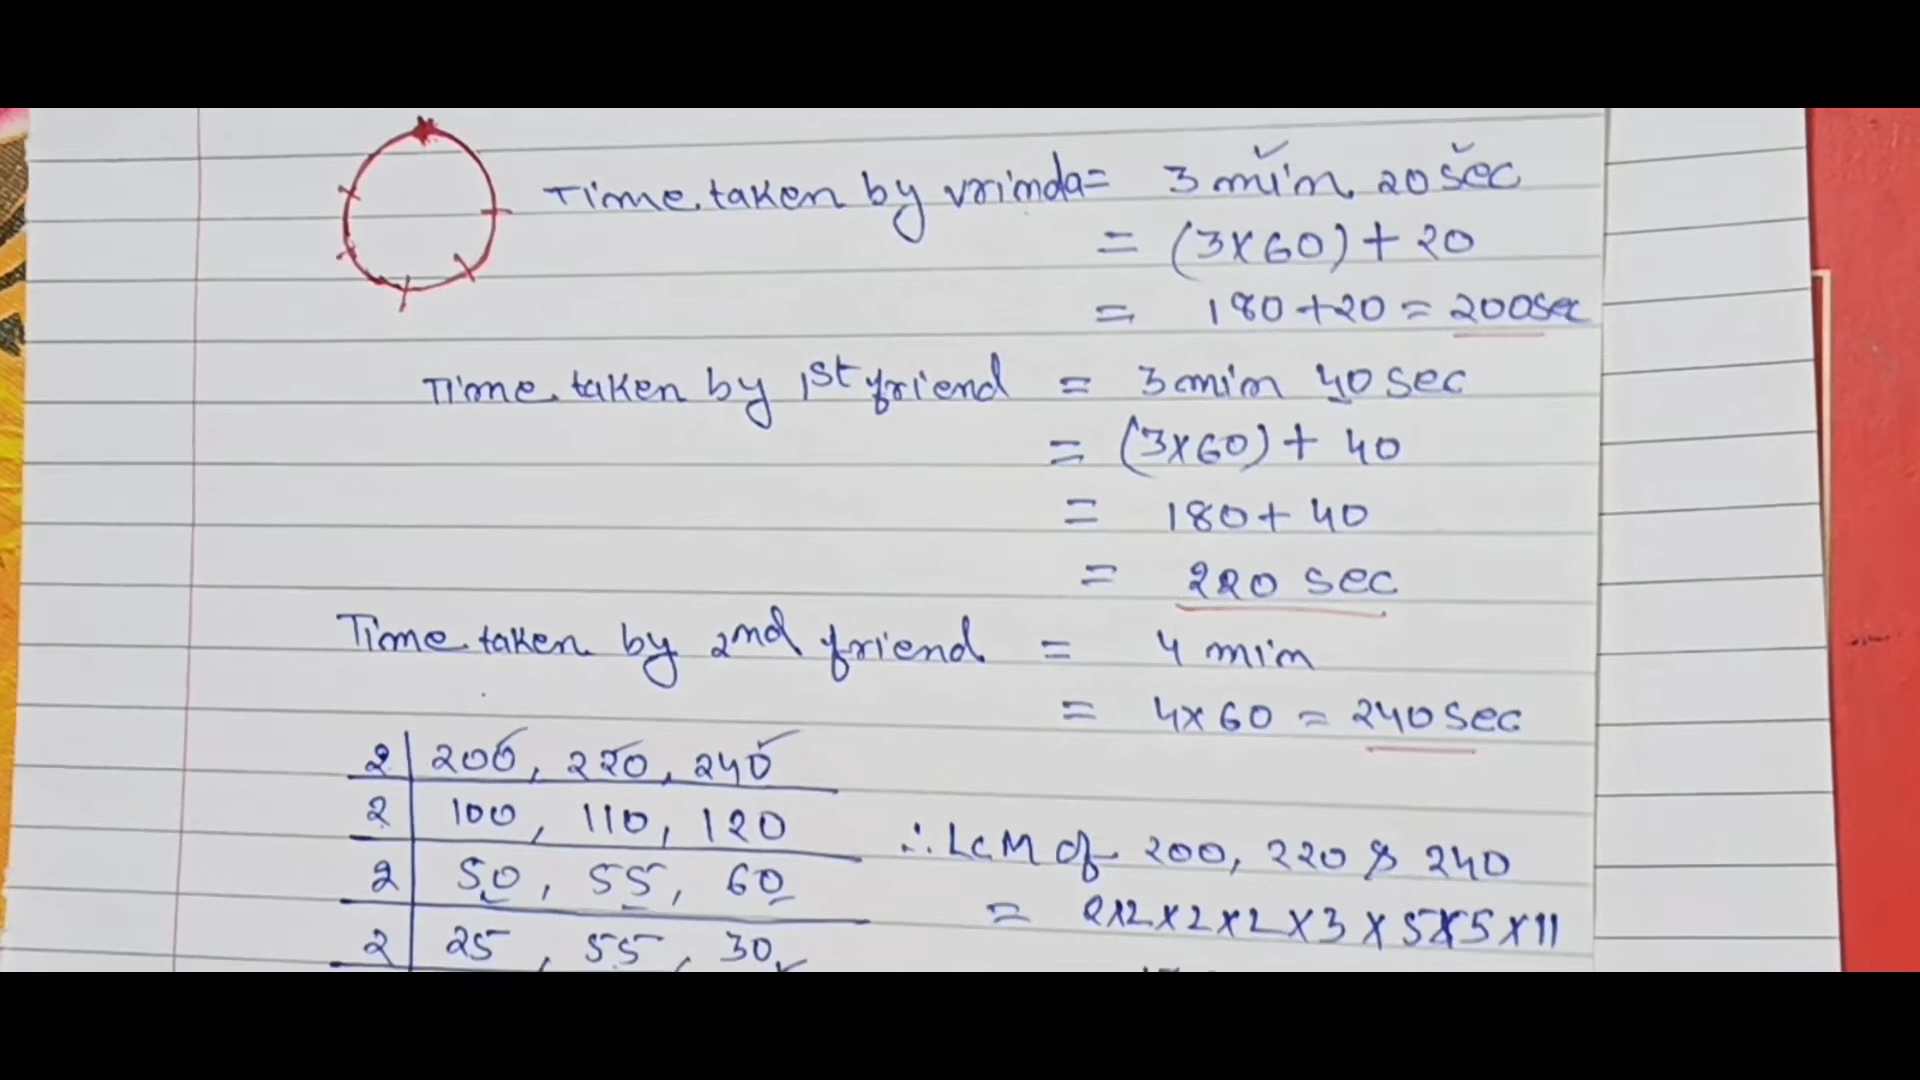 Time taken by vrinda = 3 min 20 sec
= (3×60) + 20
= 180 + 20 = 200sec
Time taken by 1st friend = 3 min 40 sec
= (3×60) + 40
= 180 + 40
= 220 sec
Time taken by 2nd friend = 4 min
= 4×60 = 240 sec
2 | 200, 220, 240
2 | 100, 110, 120
2 | 50, 55, 60
2 | 25, 55, 30
∴ LCM of 200, 220 & 240
= 2×2×2×2×3×5×5×11